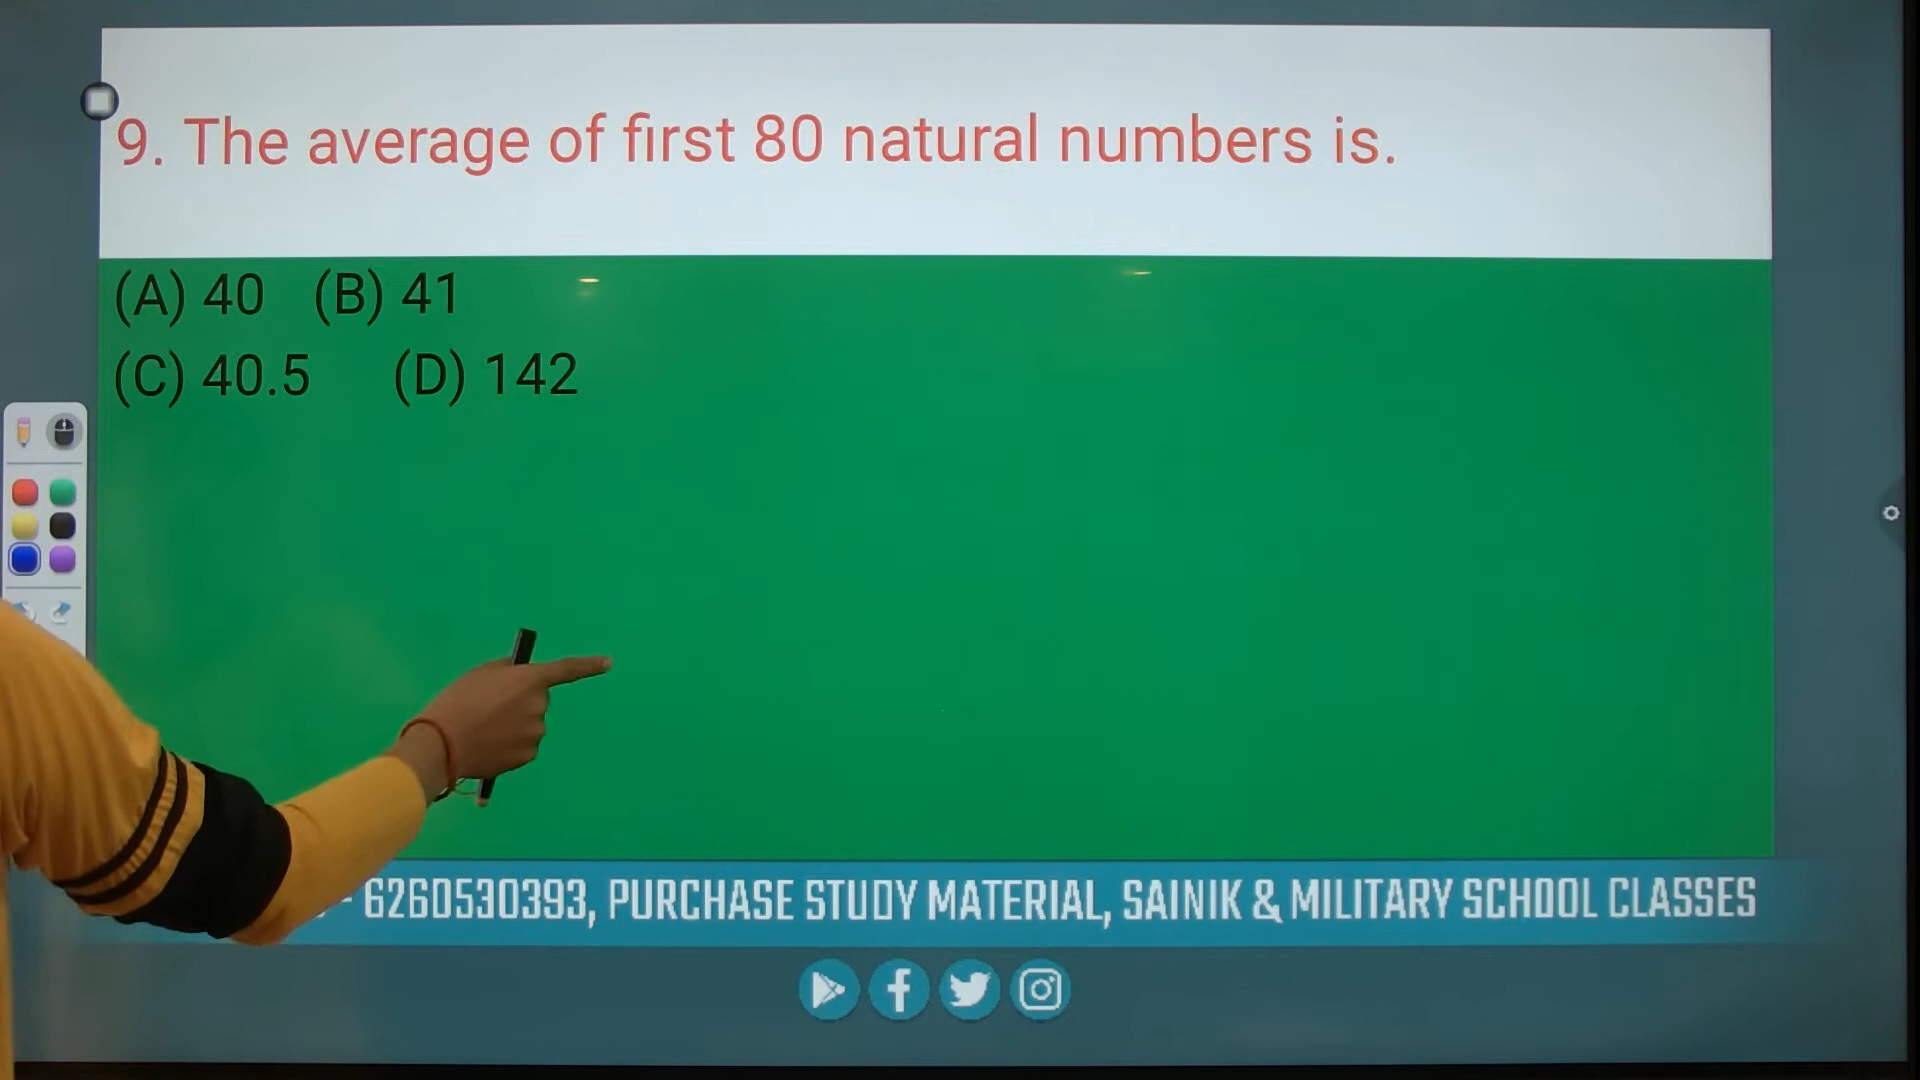 9. The average of first 80 natural numbers is.
(A) 40 (B) 41
(C) 40.5 (D) 142
- 6260530393, PURCHASE STUDY MATERIAL, SAINIK & MILITARY SCHOOL CLASSES